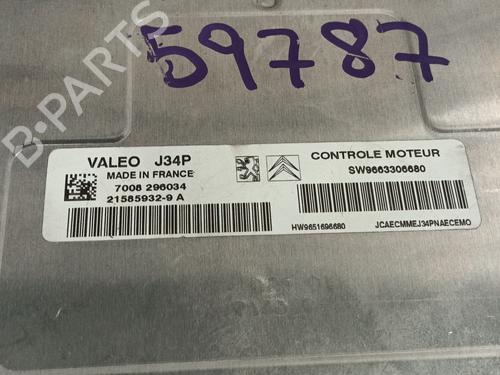 59787
B-PARTS
VALEO J34P
MADE IN FRANCE
7008 296034
21585932-9 A
CONTROLE MOTEUR
SW9663306680
HW9651696680
JCAECMMEJ34PNAECEMO